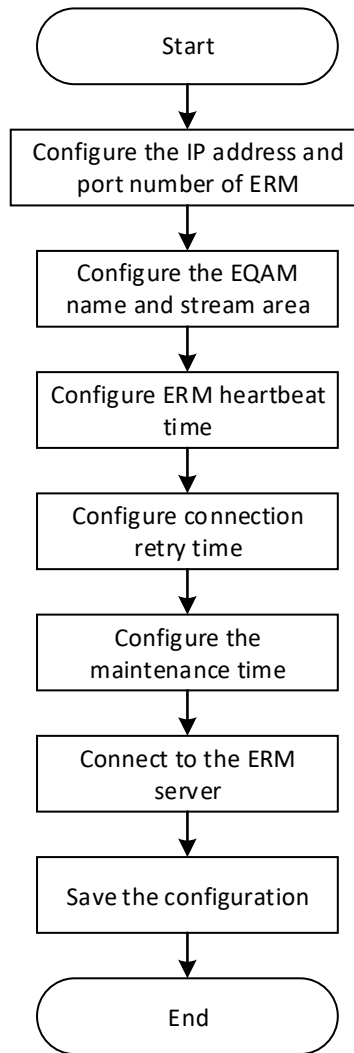 Start
Configure the IP address and
port number of ERM
Configure the EQAM
name and stream area
Configure ERM heartbeat
time
Configure connection
retry time
Configure the
maintenance time
Connect to the ERM
server
Save the configuration
End